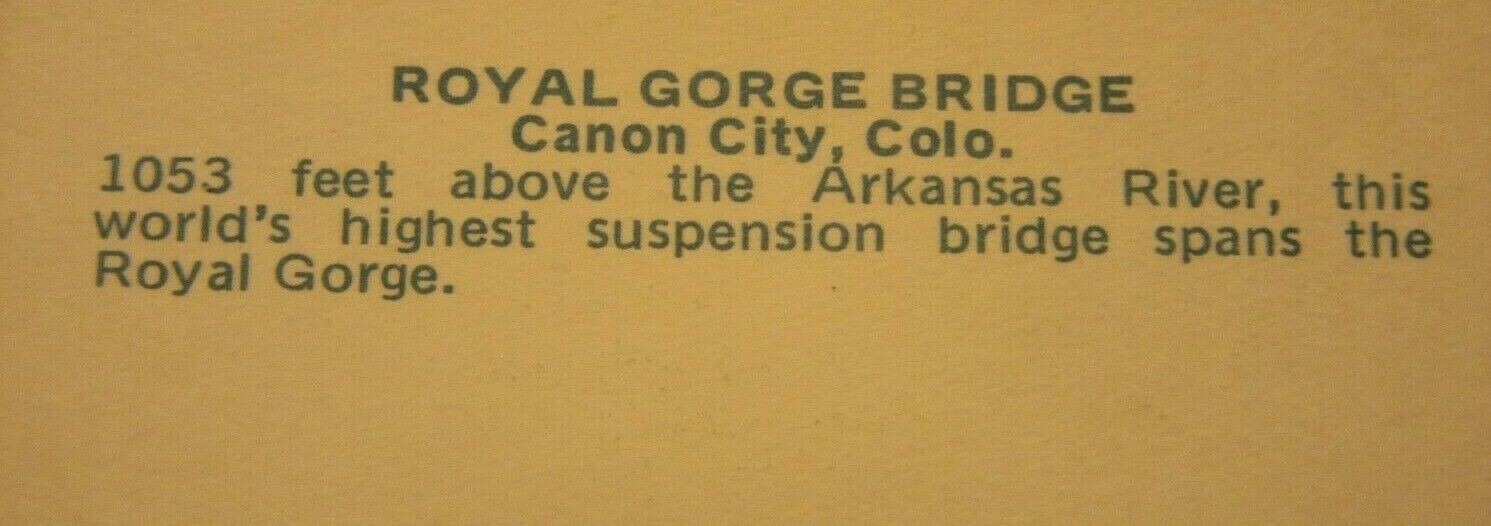 ROYAL GORGE BRIDGE
Canon City, Colo.
1053 feet above the Arkansas River, this
world's highest suspension bridge spans the
Royal Gorge.